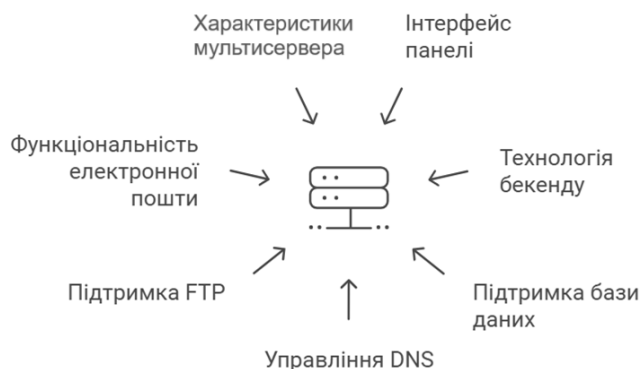 Характеристики
мультисервера
Інтерфейс
панелі
Функціональність
електронної
пошти
Технологія
бекенду
Підтримка FTP
Підтримка бази
даних
Управління DNS